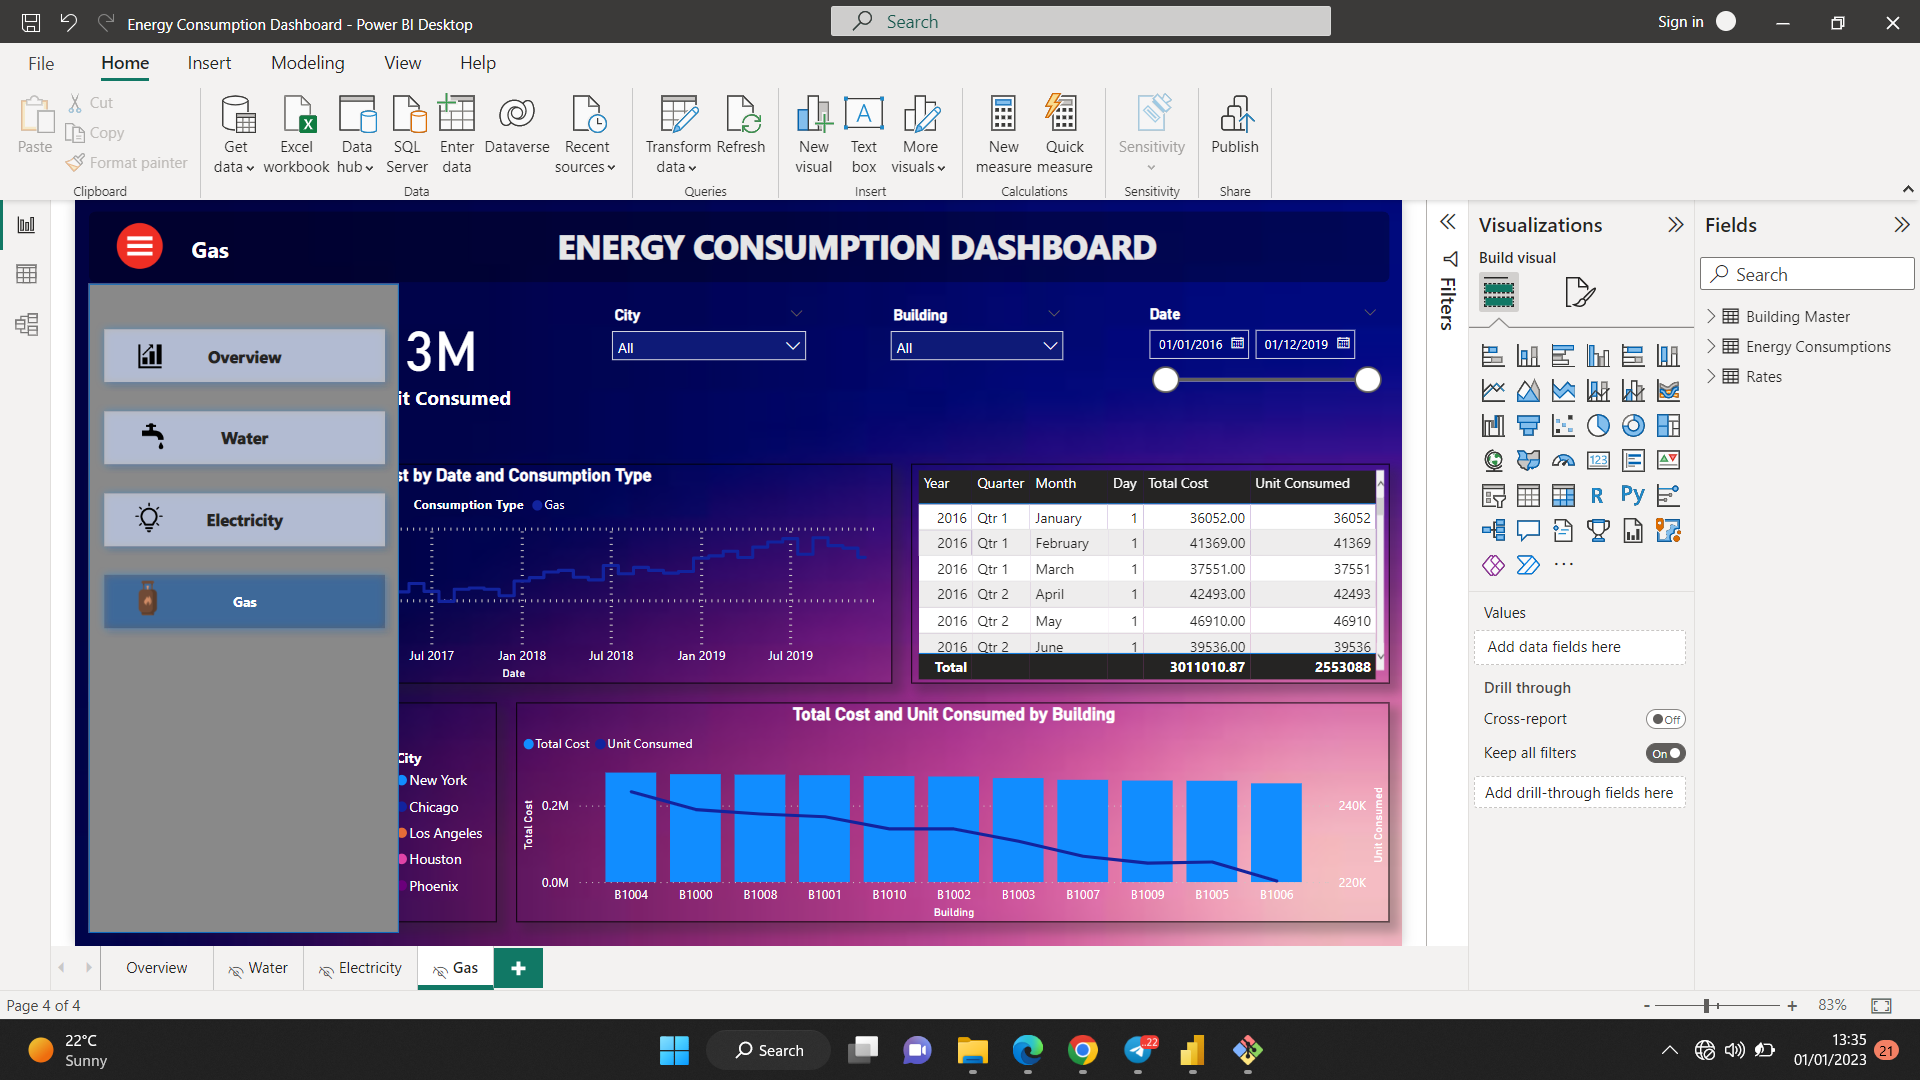 Energy Consumption Dashboard - Power BI Desktop
Search
Sign in
File Home Insert Modeling View Help
Paste
Cut
Copy
Format painter
Clipboard
Get data
Excel workbook
Data hub
SQL Server
Enter data
Dataverse
Recent sources
Data
Transform data
Refresh
Queries
New visual
Text box
More visuals
Insert
New measure
Quick measure
Calculations
Sensitivity
Sensitivity
Publish
Share
Gas
ENERGY CONSUMPTION DASHBOARD
Overview
Water
Electricity
Gas
3M
it Consumed
City
All
Building
All
Date
01/01/2016
01/12/2019
st by Date and Consumption Type
Consumption Type Gas
Jul 2017 Jan 2018 Jul 2018 Jan 2019 Jul 2019
Date
Year Quarter Month Day Total Cost Unit Consumed
2016 Qtr 1 January 1 36052.00 36052
2016 Qtr 1 February 1 41369.00 41369
2016 Qtr 1 March 1 37551.00 37551
2016 Qtr 2 April 1 42493.00 42493
2016 Qtr 2 May 1 46910.00 46910
2016 Qtr 2 June 1 39536.00 39536
Total 3011010.87 2553088
City
New York
Chicago
Los Angeles
Houston
Phoenix
Total Cost and Unit Consumed by Building
Total Cost Unit Consumed
Total Cost
0.2M
0.0M
240K
220K
Unit Consumed
B1004 B1000 B1008 B1001 B1010 B1002 B1003 B1007 B1009 B1005 B1006
Building
Filters
Visualizations
Build visual
123
R
Py
Values
Add data fields here
Drill through
Cross-report
Off
Keep all filters
On
Add drill-through fields here
Fields
Search
Building Master
Energy Consumptions
Rates
Overview Water Electricity Gas
Page 4 of 4
83%
22°C
Sunny
Search
..22
13:35
01/01/2023
21